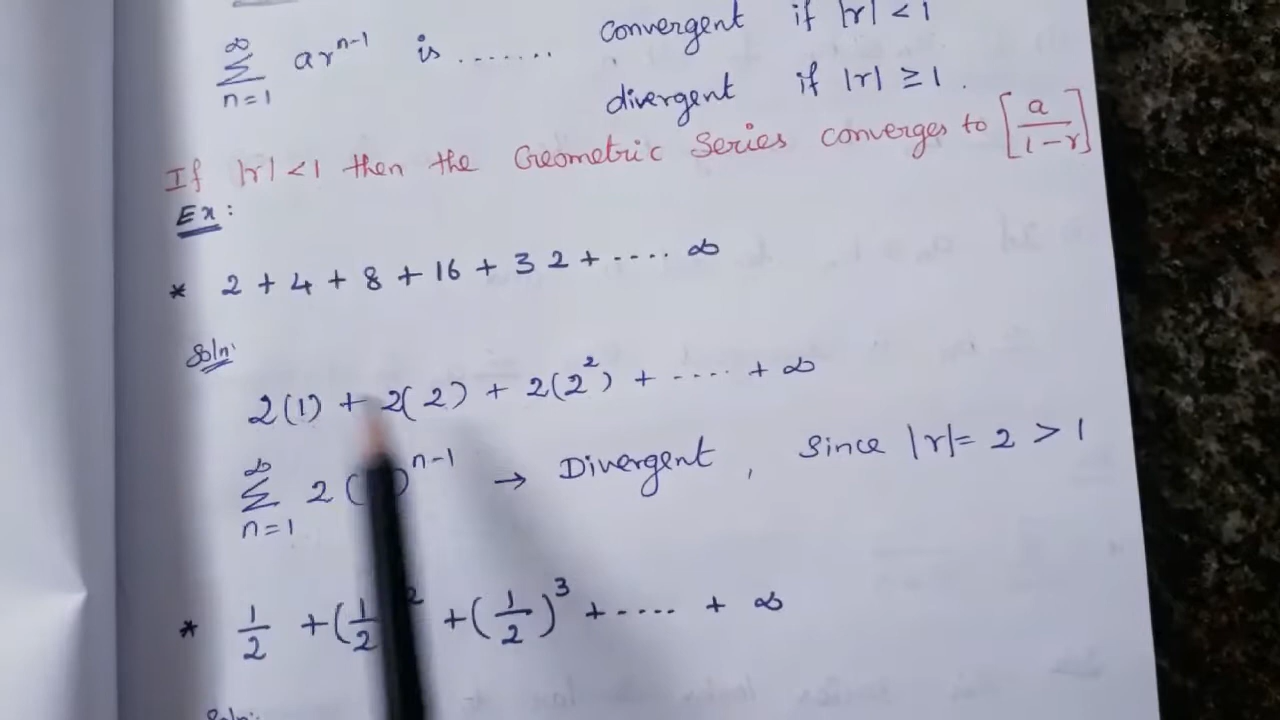 ∞
∑ ar^(n-1) is ....... convergent if |r| < 1
n=1
divergent if |r| ≥ 1.
If |r| < 1 then the Geometric Series converges to [a/(1-r)]
Ex:
* 2 + 4 + 8 + 16 + 32 + .... ∞
Soln:
2(1) + 2(2) + 2(2²) + ..... + ∞
∞
∑ 2( )^(n-1) → Divergent, since |r| = 2 > 1
n=1
* 1/2 + (1/2 ² + (1/2)³ + ..... + ∞
Soln: